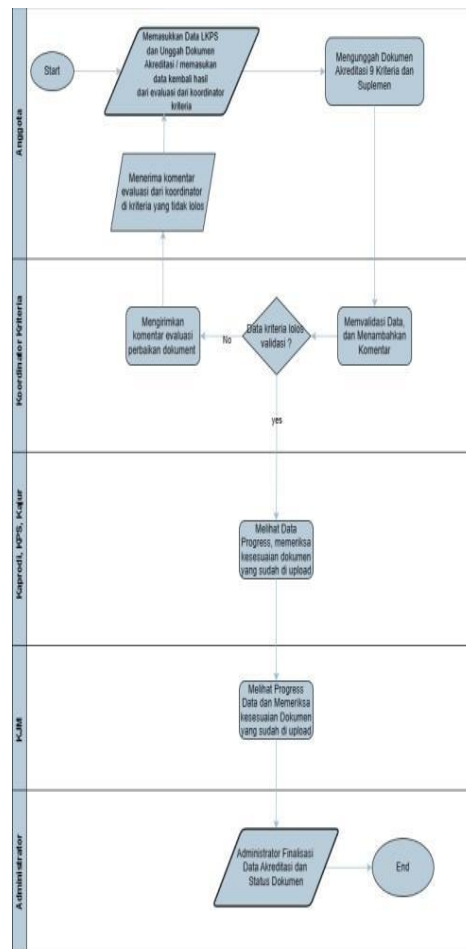 Anggota
Start
Memasukkan Data LKPS
dan Unggah Dokumen
Akreditasi / memasukan
data kembali hasil
dari evaluasi dari koordinator
kriteria
Mengunggah Dokumen
Akreditasi 9 Kriteria dan
Suplemen
Menerima komentar
evaluasi dari koordinator
di kriteria yang tidak lolos
Koordinator Kriteria
Mengirimkan
komentar evaluasi
perbaikan dokument
No
Data kriteria lolos
validasi ?
Memvalidasi Data,
dan Menambahkan
Komentar
yes
Kaprodi, KPS, Kajur
Melihat Data
Progress, memeriksa
kesesuaian dokumen
yang sudah di upload
KJM
Melihat Progress
Data dan Memeriksa
kesesuaian Dokumen
yang sudah di upload
Administrator
Administrator Finalisasi
Data Akreditasi dan
Status Dokumen
End